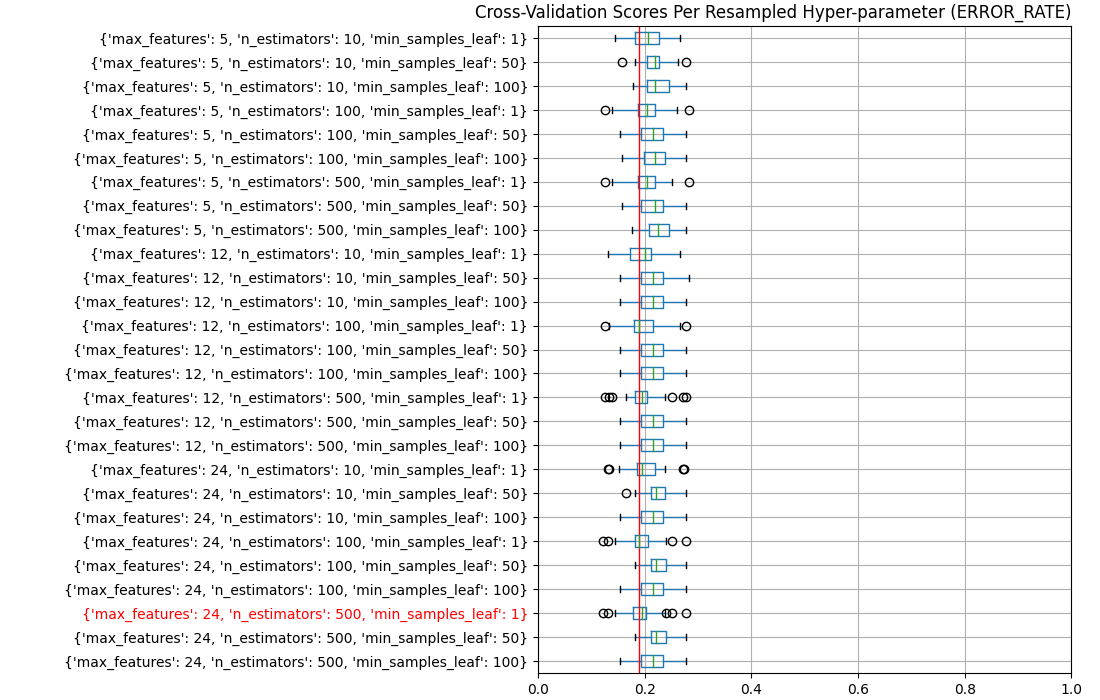 Cross-Validation Scores Per Resampled Hyper-parameter (ERROR_RATE)
{'max_features': 5, 'n_estimators': 10, 'min_samples_leaf': 1}
{'max_features': 5, 'n_estimators': 10, 'min_samples_leaf': 50}
{'max_features': 5, 'n_estimators': 10, 'min_samples_leaf': 100}
{'max_features': 5, 'n_estimators': 100, 'min_samples_leaf': 1}
{'max_features': 5, 'n_estimators': 100, 'min_samples_leaf': 50}
{'max_features': 5, 'n_estimators': 100, 'min_samples_leaf': 100}
{'max_features': 5, 'n_estimators': 500, 'min_samples_leaf': 1}
{'max_features': 5, 'n_estimators': 500, 'min_samples_leaf': 50}
{'max_features': 5, 'n_estimators': 500, 'min_samples_leaf': 100}
{'max_features': 12, 'n_estimators': 10, 'min_samples_leaf': 1}
{'max_features': 12, 'n_estimators': 10, 'min_samples_leaf': 50}
{'max_features': 12, 'n_estimators': 10, 'min_samples_leaf': 100}
{'max_features': 12, 'n_estimators': 100, 'min_samples_leaf': 1}
{'max_features': 12, 'n_estimators': 100, 'min_samples_leaf': 50}
{'max_features': 12, 'n_estimators': 100, 'min_samples_leaf': 100}
{'max_features': 12, 'n_estimators': 500, 'min_samples_leaf': 1}
{'max_features': 12, 'n_estimators': 500, 'min_samples_leaf': 50}
{'max_features': 12, 'n_estimators': 500, 'min_samples_leaf': 100}
{'max_features': 24, 'n_estimators': 10, 'min_samples_leaf': 1}
{'max_features': 24, 'n_estimators': 10, 'min_samples_leaf': 50}
{'max_features': 24, 'n_estimators': 10, 'min_samples_leaf': 100}
{'max_features': 24, 'n_estimators': 100, 'min_samples_leaf': 1}
{'max_features': 24, 'n_estimators': 100, 'min_samples_leaf': 50}
{'max_features': 24, 'n_estimators': 100, 'min_samples_leaf': 100}
{'max_features': 24, 'n_estimators': 500, 'min_samples_leaf': 1}
{'max_features': 24, 'n_estimators': 500, 'min_samples_leaf': 50}
{'max_features': 24, 'n_estimators': 500, 'min_samples_leaf': 100}
0.0 0.2 0.4 0.6 0.8 1.0